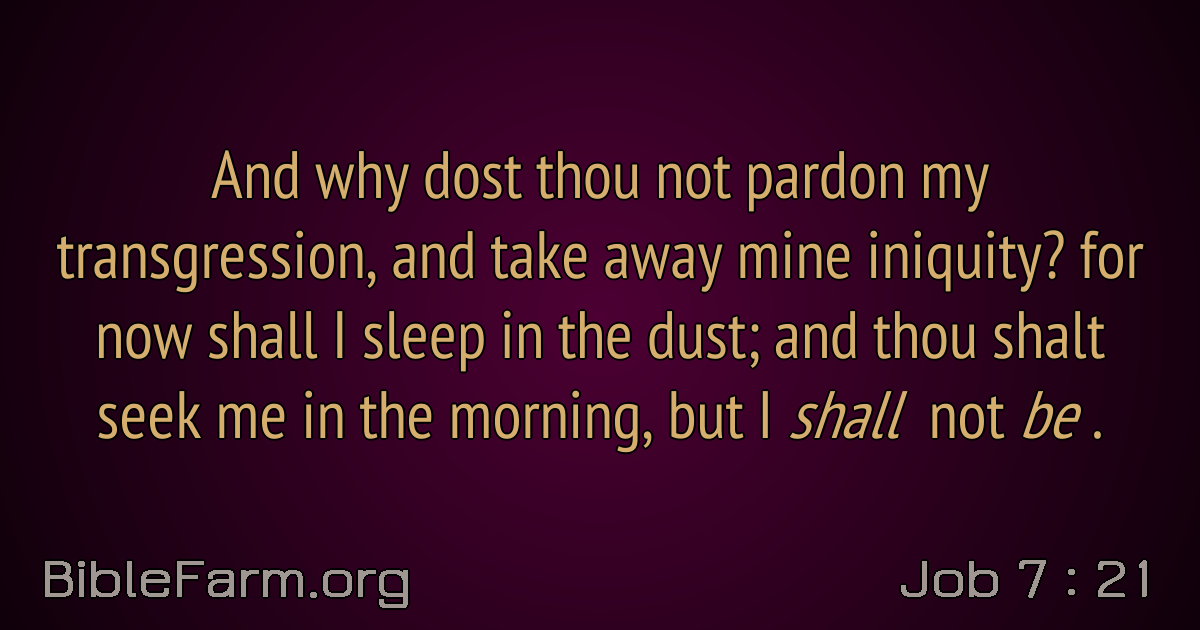 And why dost thou not pardon my
transgression, and take away mine iniquity? for
now shall I sleep in the dust; and thou shalt
seek me in the morning, but I shall not be .
BibleFarm.org
Job 7 : 21